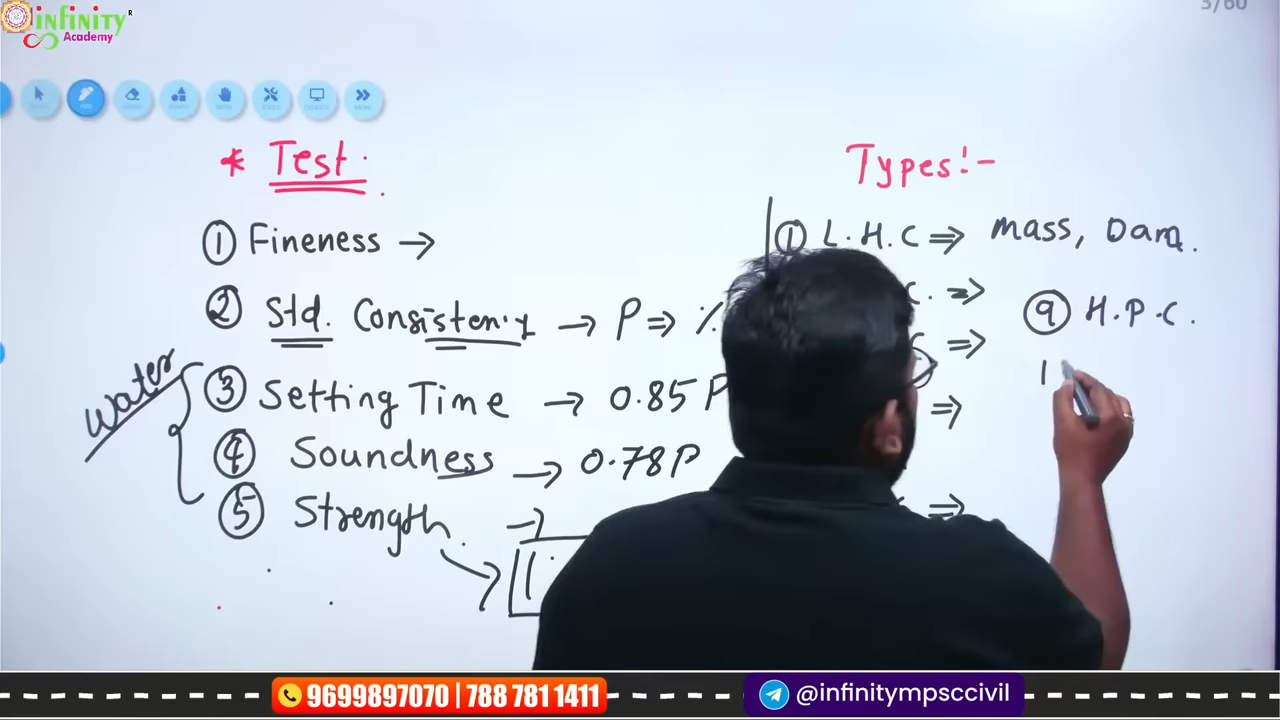 infinity
Academy
3/60
* Test:
① Fineness →
② Std. Consistency → P ⇒ %
③ Setting Time → 0.85 P
④ Soundness → 0.78 P
⑤ Strength. →
water
Types:-
① L.H.C ⇒ Mass, Dam.
C. ⇒
C ⇒
⇒
⇒
⑨ H.P.C.
1
9699897070 | 788 781 1411
@infinitympsccivil